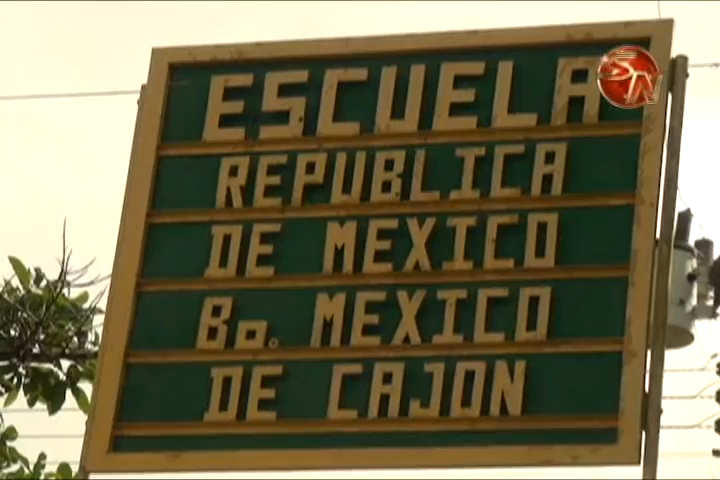 ESCUELA
REPUBLICA
DE MEXICO
Bo. MEXICO
DE CAJON